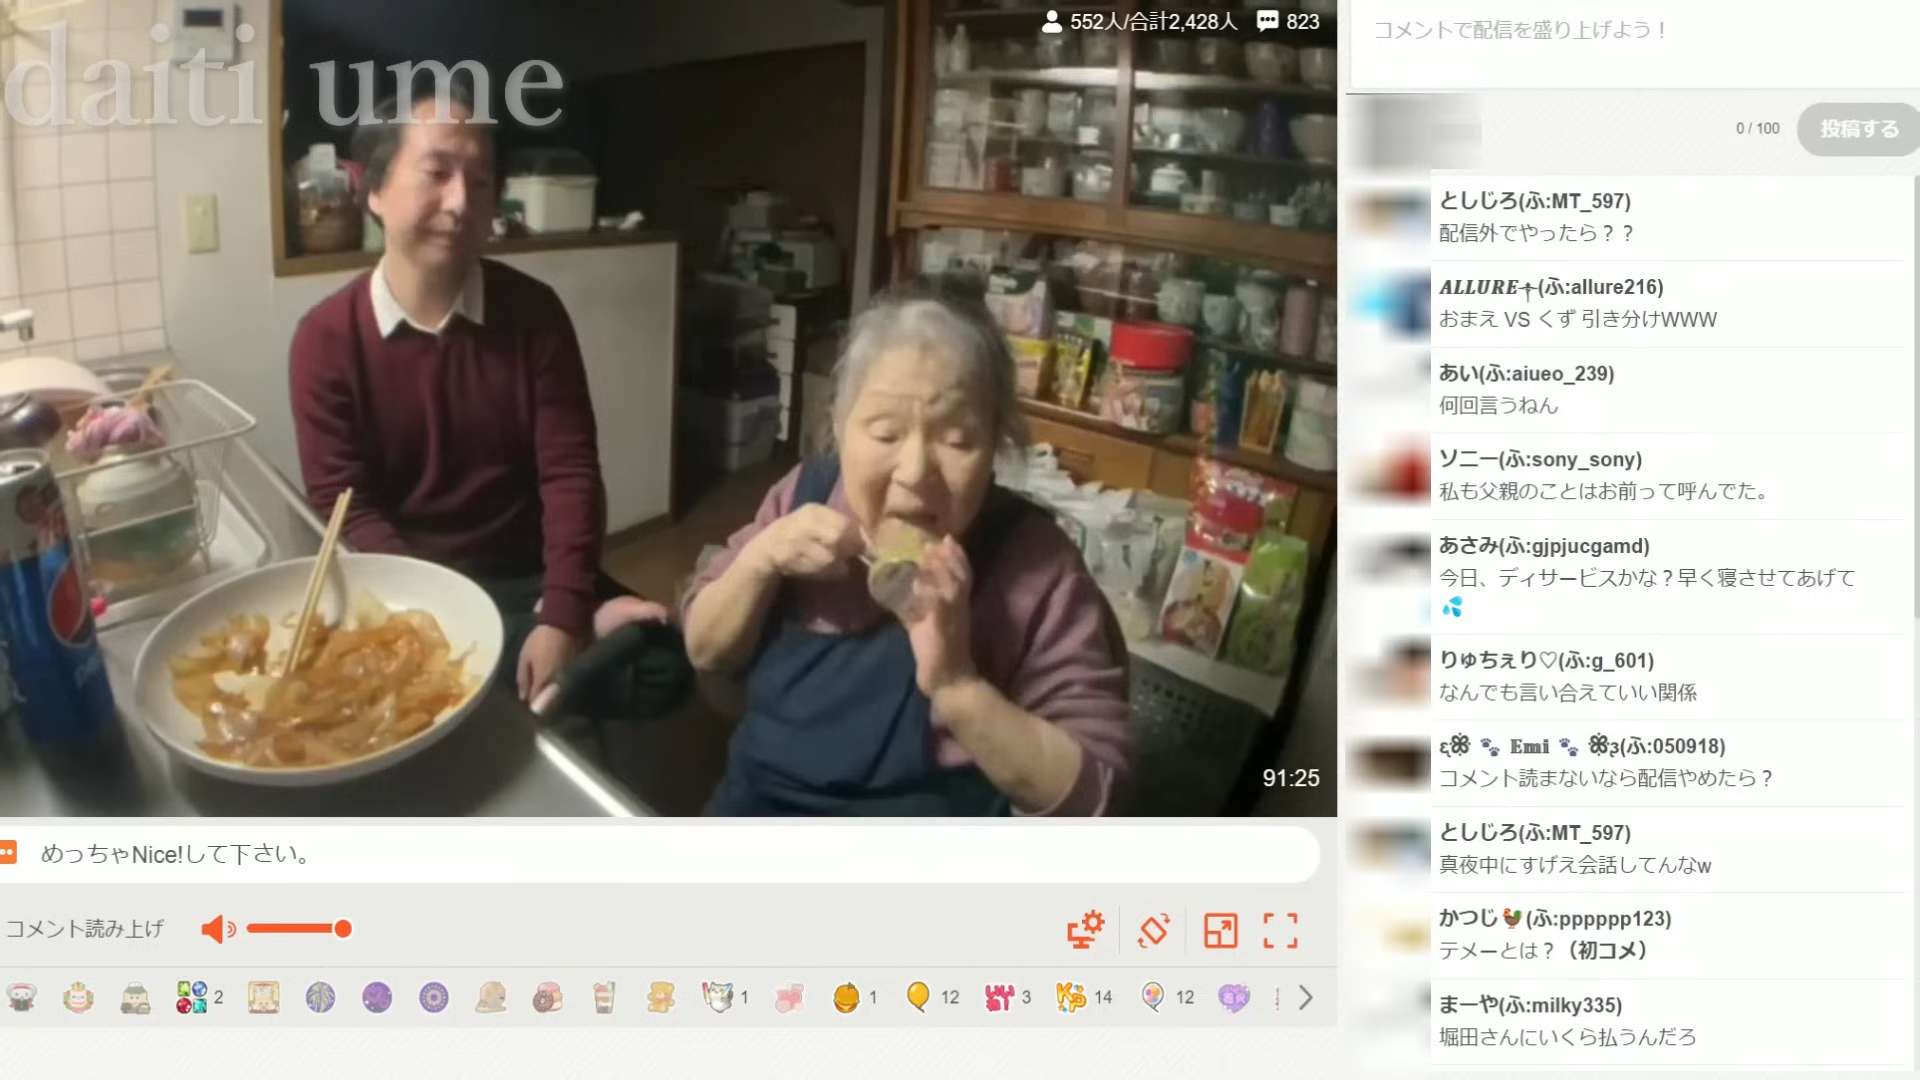 daiti ume
552人/合計2,428人 823
91:25
めっちゃNice!して下さい。
コメント読み上げ
2 1 1 12 3 14 12
コメントで配信を盛り上げよう！
0 / 100 投稿する
としじろ(ふ:MT_597)
配信外でやったら？？
ALLURE(ふ:allure216)
おまえ VS くず 引き分けWWW
あい(ふ:aiueo_239)
何回言うねん
ソニー(ふ:sony_sony)
私も父親のことはお前って呼んでた。
あさみ(ふ:gjpjucgamd)
今日、ディサービスかな？早く寝させてあげて
💦
りゅちぇり♡(ふ:g_601)
なんでも言い合えていい関係
ꪔꕤ 🐾 𝔼𝕞𝕚 🐾 ꕤ(ふ:050918)
コメント読まないなら配信やめたら？
としじろ(ふ:MT_597)
真夜中にすげえ会話してんなw
かつじ🐓(ふ:pppppp123)
テメーとは？（初コメ）
まーや(ふ:milky335)
堀田さんにいくら払うんだろ